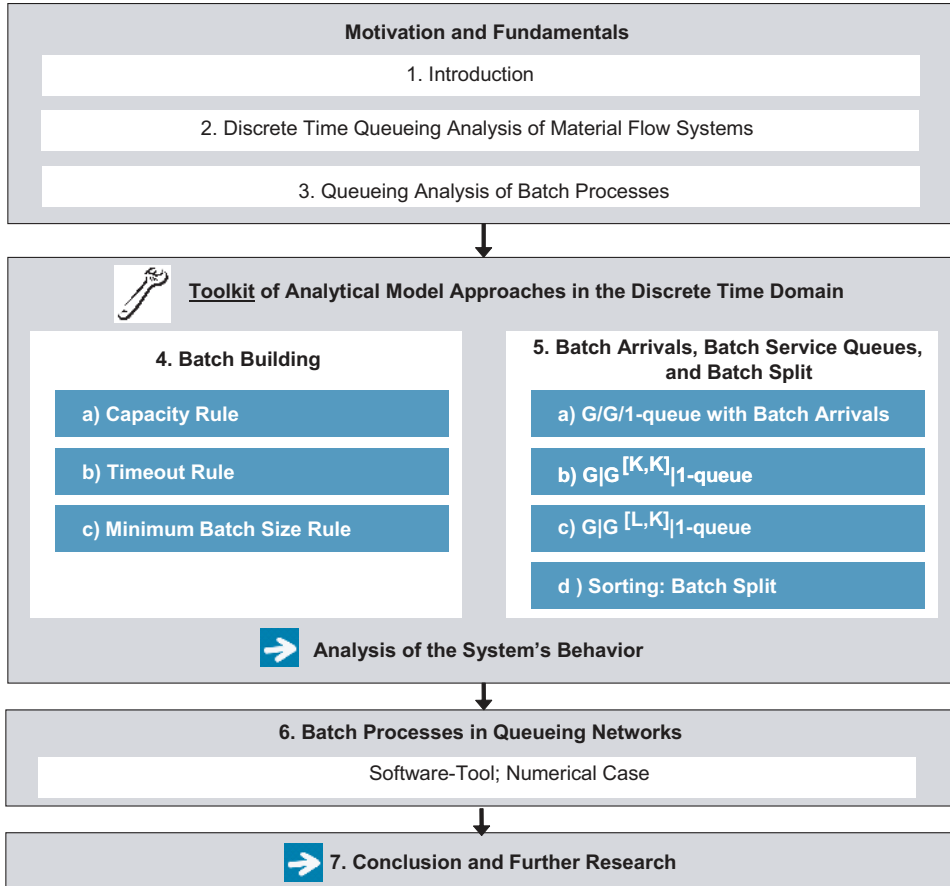 Motivation and Fundamentals
1. Introduction
2. Discrete Time Queueing Analysis of Material Flow Systems
3. Queueing Analysis of Batch Processes
Toolkit of Analytical Model Approaches in the Discrete Time Domain
4. Batch Building
a) Capacity Rule
b) Timeout Rule
c) Minimum Batch Size Rule
5. Batch Arrivals, Batch Service Queues,
and Batch Split
a) G/G/1-queue with Batch Arrivals
b) G|G[K,K]|1-queue
c) G|G [L,K]|1-queue
d ) Sorting: Batch Split
Analysis of the System’s Behavior
6. Batch Processes in Queueing Networks
Software-Tool; Numerical Case
7. Conclusion and Further Research